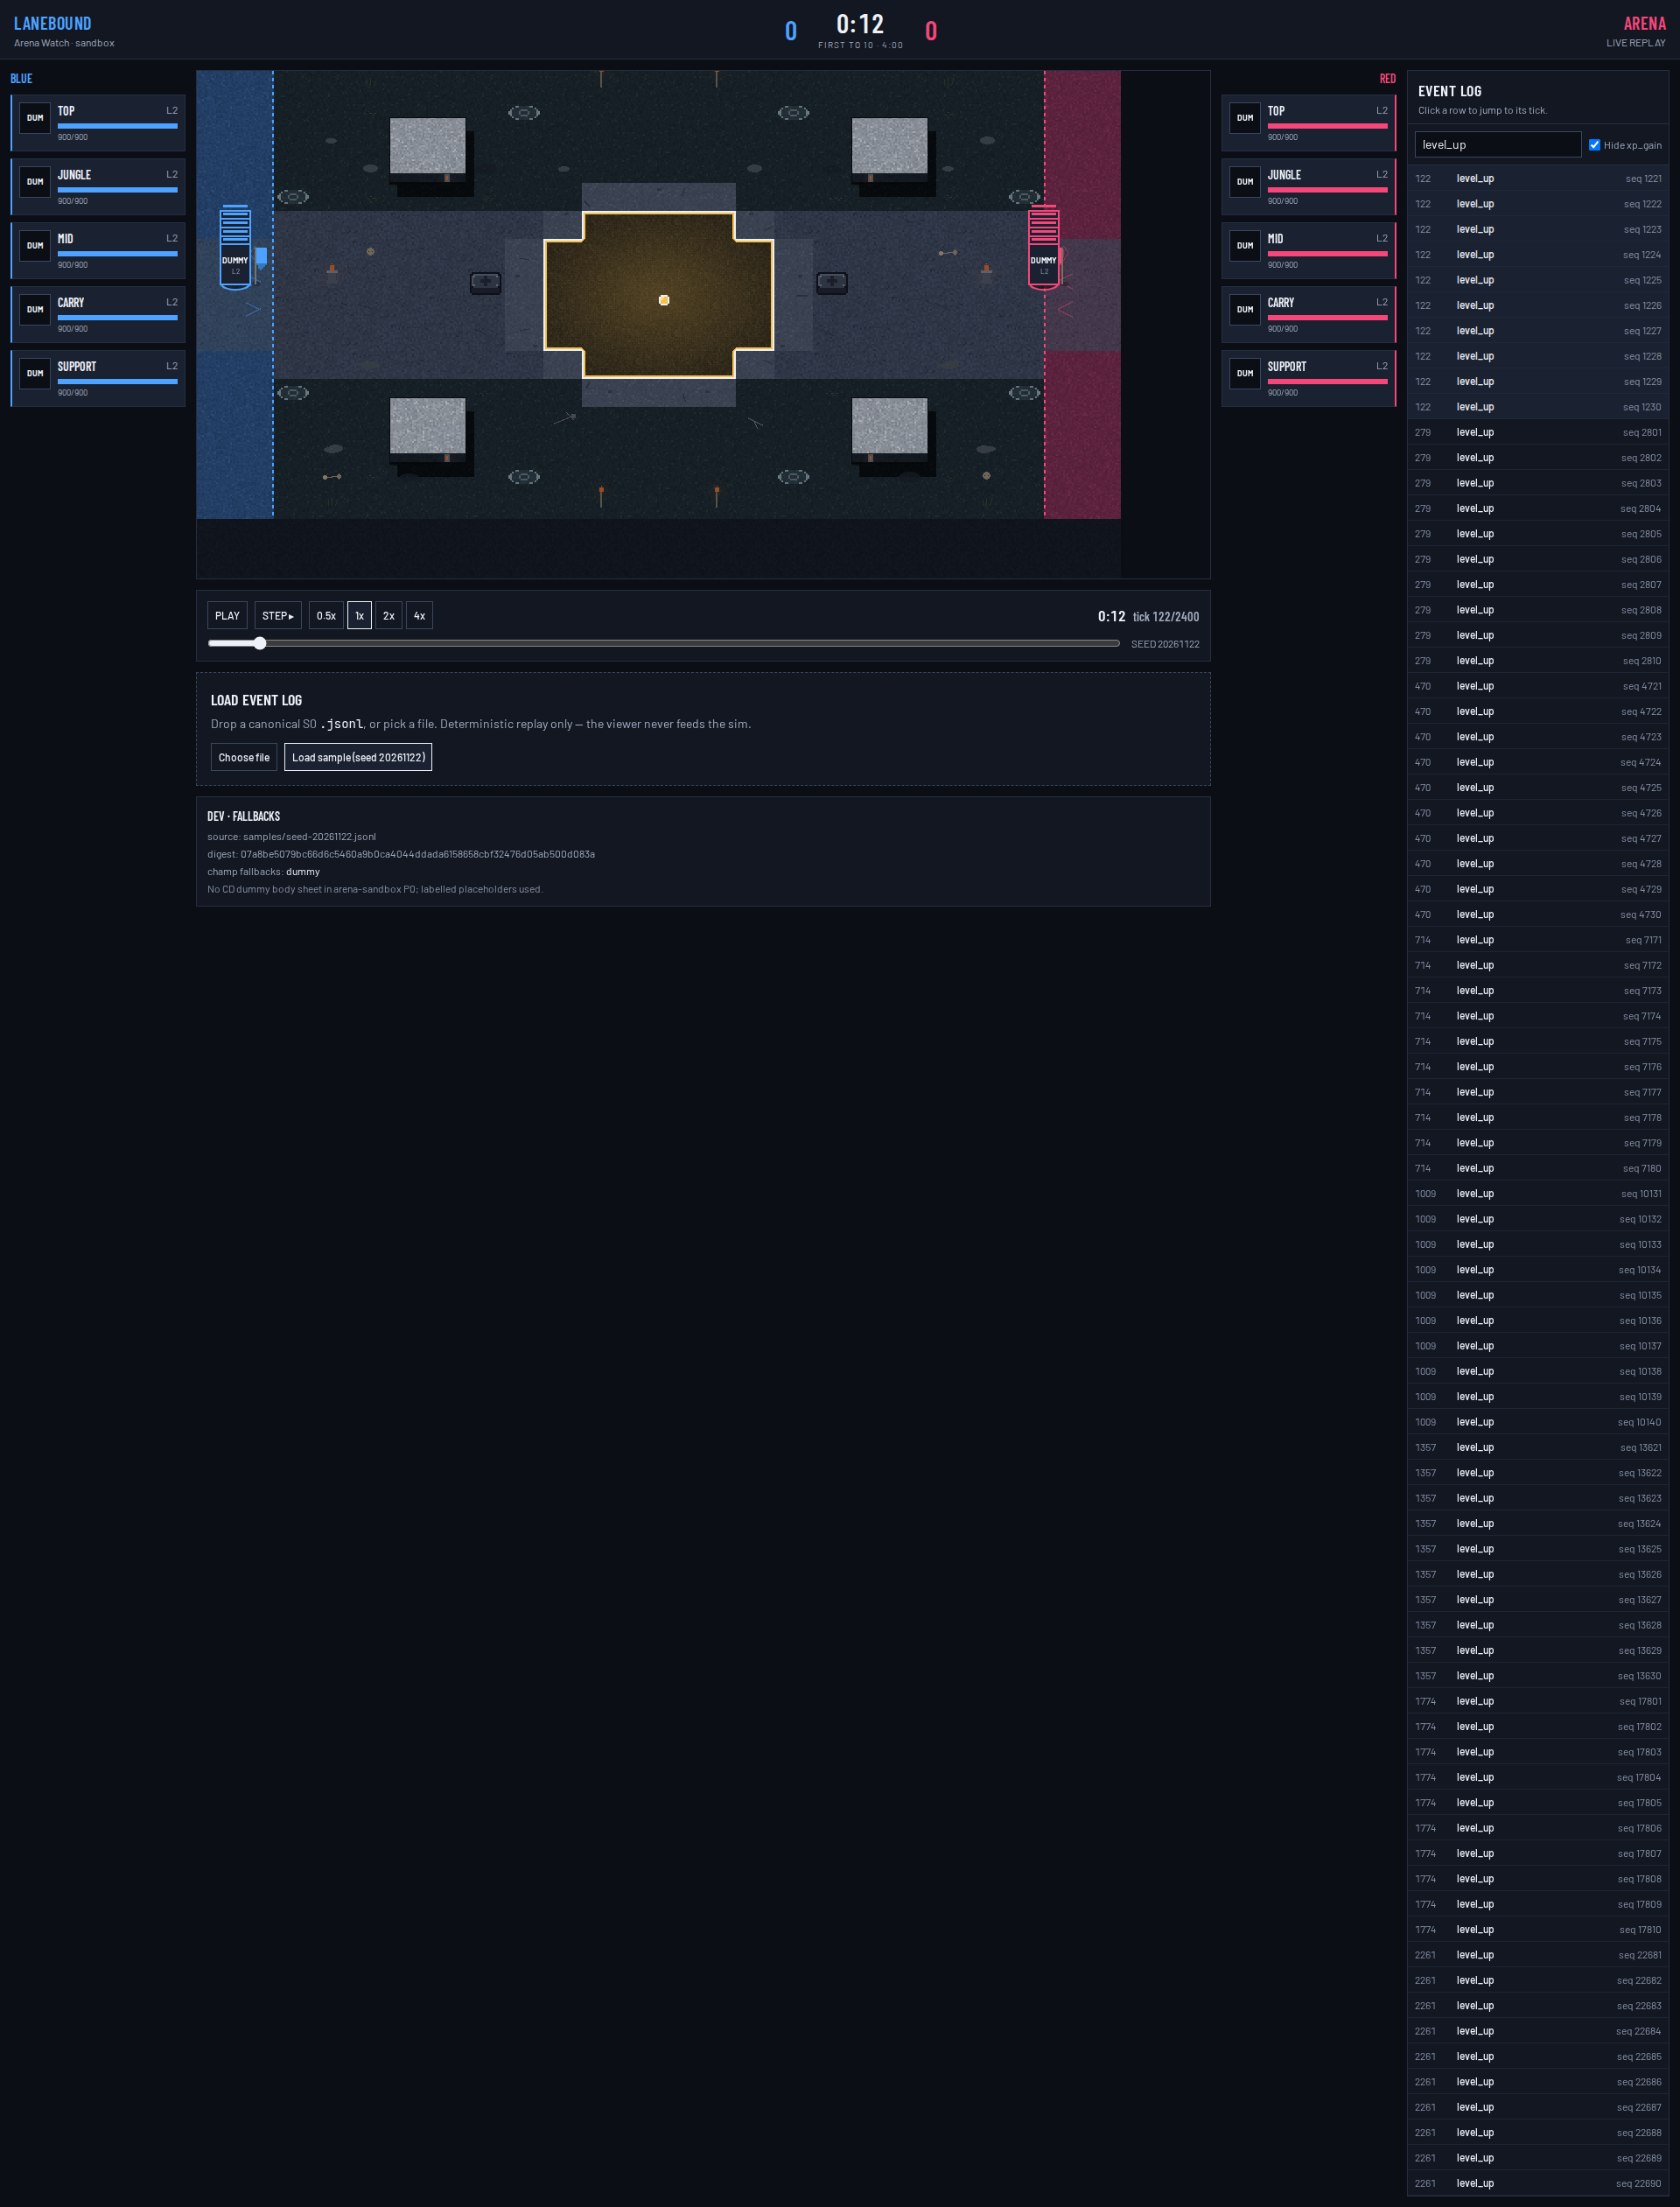 LANEBOUND
Arena Watch · sandbox
0 0:12 0
FIRST TO 10 · 4:00
ARENA
LIVE REPLAY
BLUE
DUM TOP L2
900/900
DUM JUNGLE L2
900/900
DUM MID L2
900/900
DUM CARRY L2
900/900
DUM SUPPORT L2
900/900
DUMMY
L2
DUMMY
L2
PLAY STEP ▸ 0.5x 1x 2x 4x 0:12 tick 122/2400
SEED 20261122
LOAD EVENT LOG
Drop a canonical S0 .jsonl, or pick a file. Deterministic replay only — the viewer never feeds the sim.
Choose file Load sample (seed 20261122)
DEV · FALLBACKS
source: samples/seed-20261122.jsonl
digest: 07a8be5079bc66d6c5460a9b0ca4044ddada6158658cbf32476d05ab500d083a
champ fallbacks: dummy
No CD dummy body sheet in arena-sandbox P0; labelled placeholders used.
RED
DUM TOP L2
900/900
DUM JUNGLE L2
900/900
DUM MID L2
900/900
DUM CARRY L2
900/900
DUM SUPPORT L2
900/900
EVENT LOG
Click a row to jump to its tick.
level_up Hide xp_gain
122 level_up seq 1221
122 level_up seq 1222
122 level_up seq 1223
122 level_up seq 1224
122 level_up seq 1225
122 level_up seq 1226
122 level_up seq 1227
122 level_up seq 1228
122 level_up seq 1229
122 level_up seq 1230
279 level_up seq 2801
279 level_up seq 2802
279 level_up seq 2803
279 level_up seq 2804
279 level_up seq 2805
279 level_up seq 2806
279 level_up seq 2807
279 level_up seq 2808
279 level_up seq 2809
279 level_up seq 2810
470 level_up seq 4721
470 level_up seq 4722
470 level_up seq 4723
470 level_up seq 4724
470 level_up seq 4725
470 level_up seq 4726
470 level_up seq 4727
470 level_up seq 4728
470 level_up seq 4729
470 level_up seq 4730
714 level_up seq 7171
714 level_up seq 7172
714 level_up seq 7173
714 level_up seq 7174
714 level_up seq 7175
714 level_up seq 7176
714 level_up seq 7177
714 level_up seq 7178
714 level_up seq 7179
714 level_up seq 7180
1009 level_up seq 10131
1009 level_up seq 10132
1009 level_up seq 10133
1009 level_up seq 10134
1009 level_up seq 10135
1009 level_up seq 10136
1009 level_up seq 10137
1009 level_up seq 10138
1009 level_up seq 10139
1009 level_up seq 10140
1357 level_up seq 13621
1357 level_up seq 13622
1357 level_up seq 13623
1357 level_up seq 13624
1357 level_up seq 13625
1357 level_up seq 13626
1357 level_up seq 13627
1357 level_up seq 13628
1357 level_up seq 13629
1357 level_up seq 13630
1774 level_up seq 17801
1774 level_up seq 17802
1774 level_up seq 17803
1774 level_up seq 17804
1774 level_up seq 17805
1774 level_up seq 17806
1774 level_up seq 17807
1774 level_up seq 17808
1774 level_up seq 17809
1774 level_up seq 17810
2261 level_up seq 22681
2261 level_up seq 22682
2261 level_up seq 22683
2261 level_up seq 22684
2261 level_up seq 22685
2261 level_up seq 22686
2261 level_up seq 22687
2261 level_up seq 22688
2261 level_up seq 22689
2261 level_up seq 22690